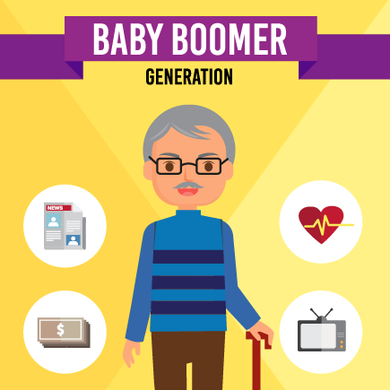 BABY BOOMER
GENERATION
NEWS
$